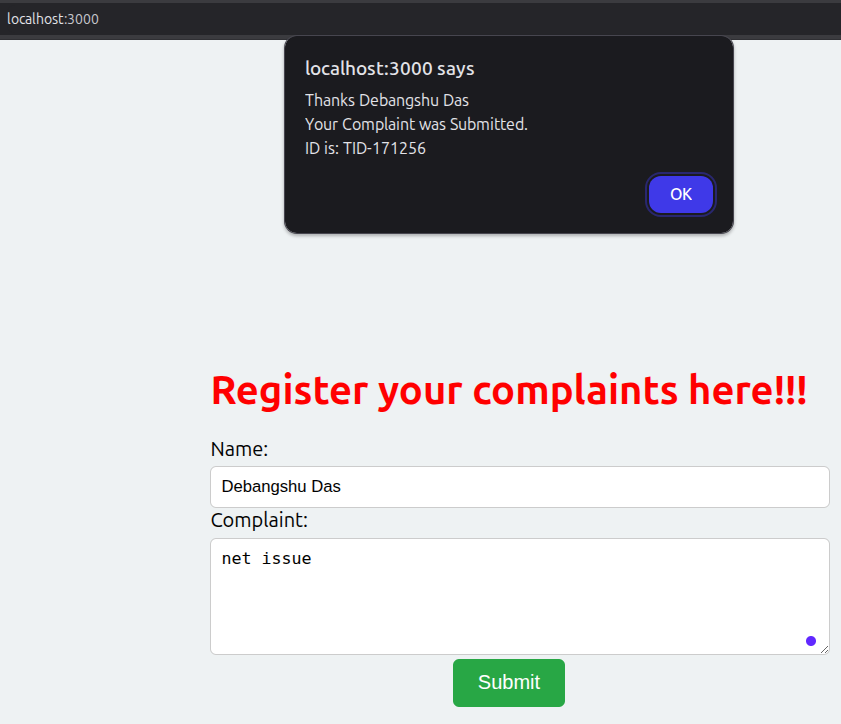 localhost:3000
localhost:3000 says
Thanks Debangshu Das
Your Complaint was Submitted.
ID is: TID-171256
OK
Register your complaints here!!!
Name:
Debangshu Das
Complaint:
net issue
Submit